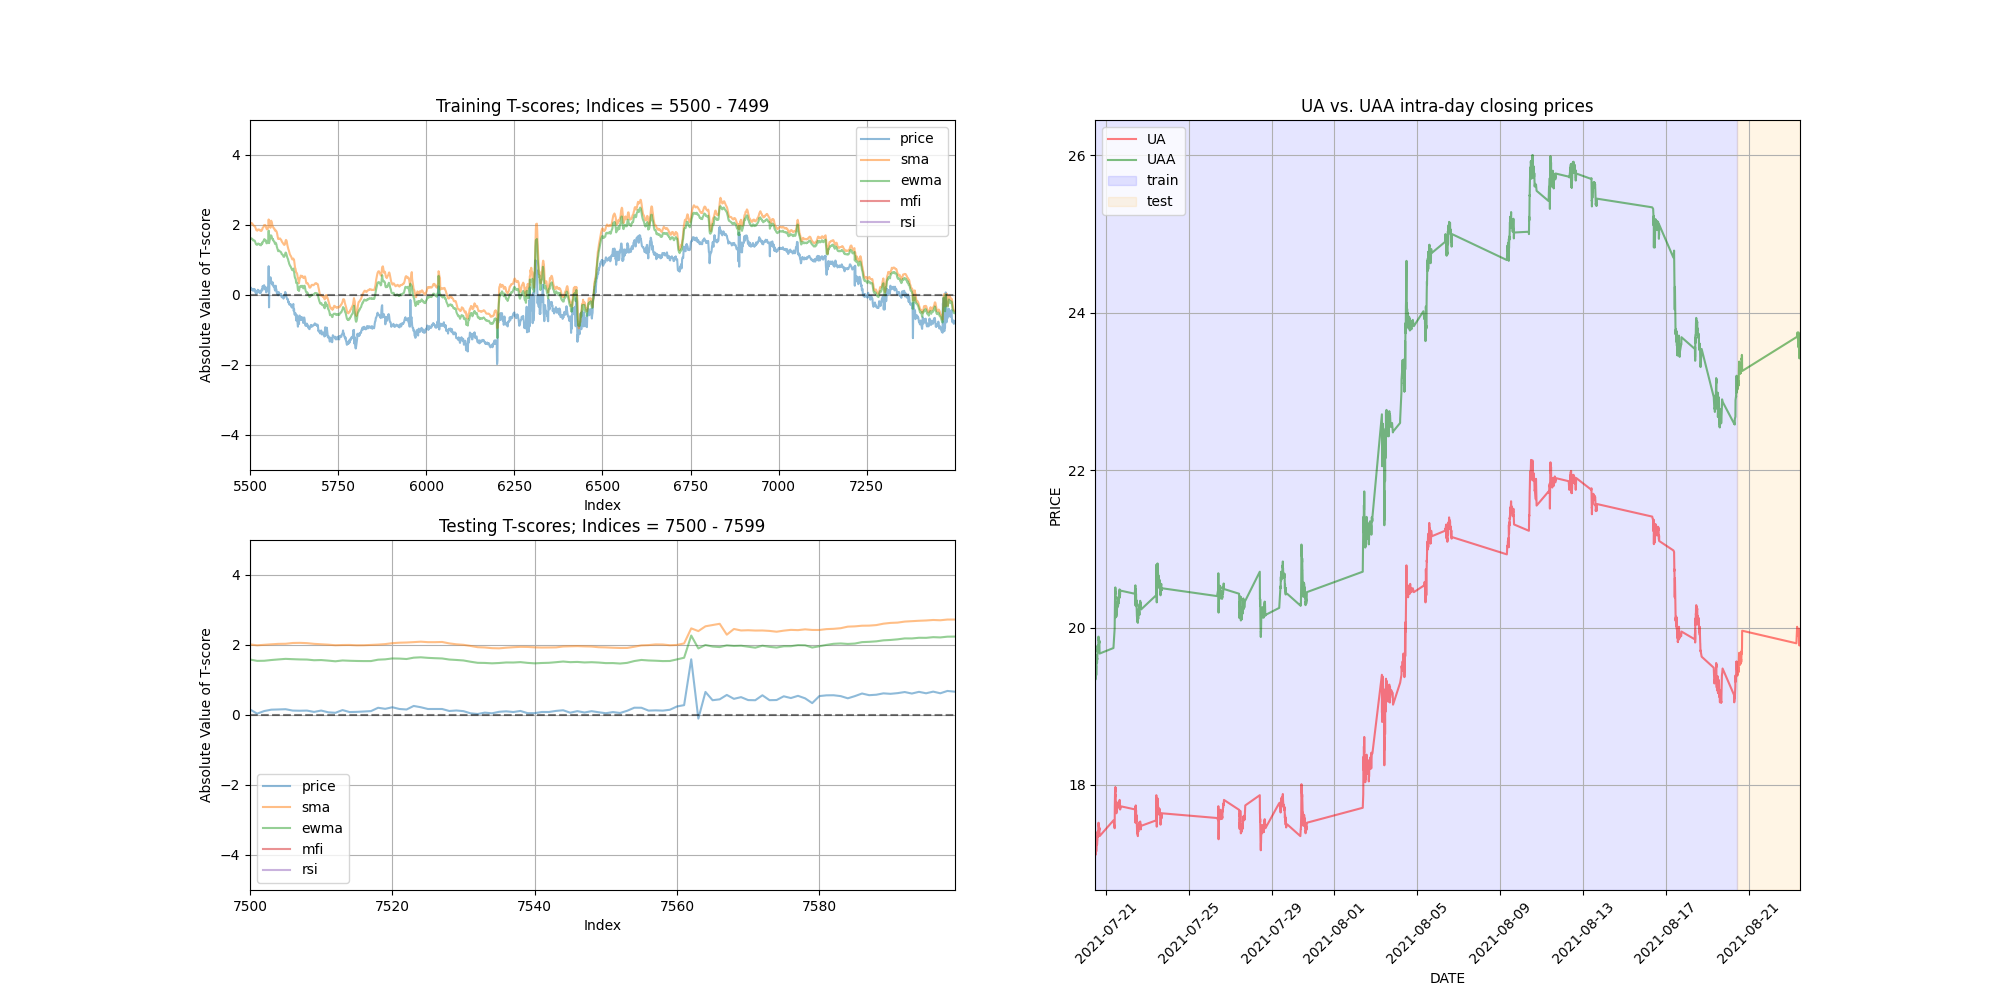 Training T-scores; Indices = 5500 - 7499
Absolute Value of T-score
4
2
0
−2
−4
price
sma
ewma
mfi
rsi
5500 5750 6000 6250 6500 6750 7000 7250
Index
Testing T-scores; Indices = 7500 - 7599
Absolute Value of T-score
4
2
0
−2
−4
price
sma
ewma
mfi
rsi
7500 7520 7540 7560 7580
Index
UA vs. UAA intra-day closing prices
PRICE
26
24
22
20
18
UA
UAA
train
test
2021-07-21 2021-07-25 2021-07-29 2021-08-01 2021-08-05 2021-08-09 2021-08-13 2021-08-17 2021-08-21
DATE